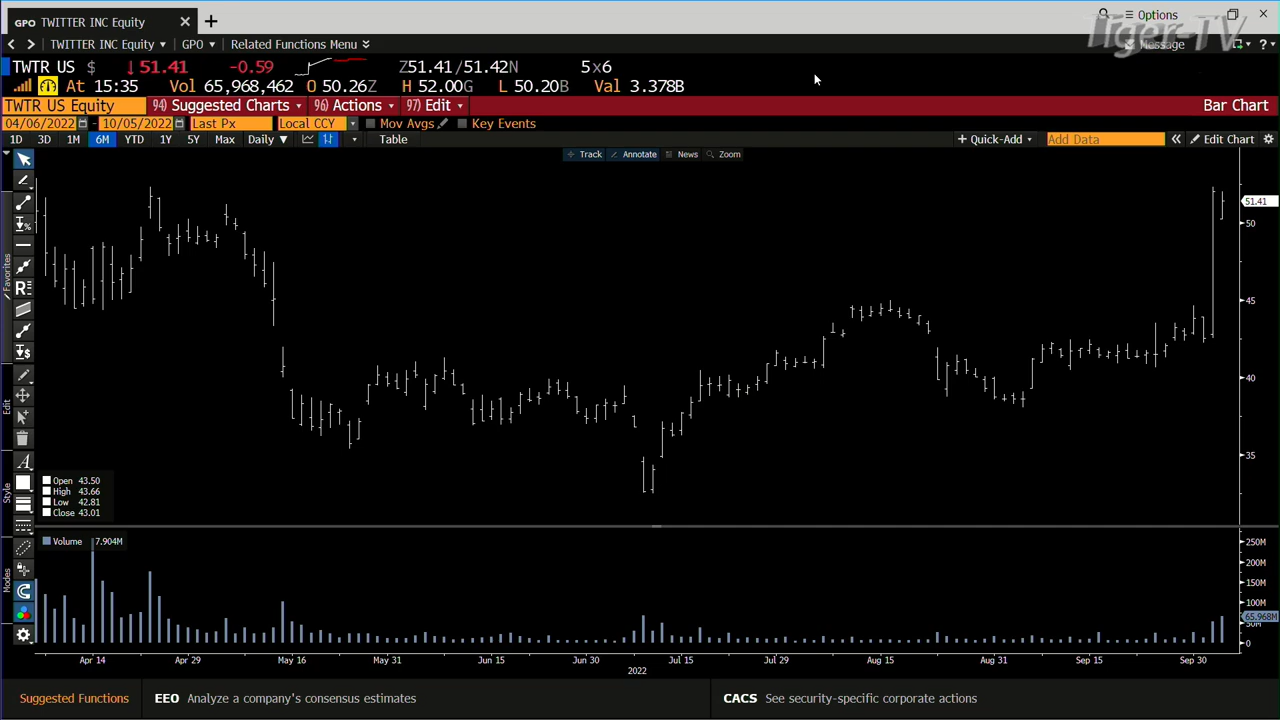 GPO TWITTER INC Equity
Options
TWITTER INC Equity GPO Related Functions Menu Message
Tiger-TV
TWTR US $ ↓51.41 -0.59 Z51.41/51.42N 5x6
At 15:35 Vol 65,968,462 O 50.26Z H 52.00G L 50.20B Val 3.378B
TWTR US Equity 94) Suggested Charts 96) Actions 97) Edit Bar Chart
04/06/2022 - 10/05/2022 Last Px Local CCY Mov Avgs Key Events
1D 3D 1M 6M YTD 1Y 5Y Max Daily ▼ Table + Quick-Add Add Data « Edit Chart
Track Annotate News Zoom
51.41
50
45
40
35
Favorites
Edit
Style
Modes
Open 43.50
High 43.66
Low 42.81
Close 43.01
Volume 7.904M
250M
200M
150M
100M
65.968M
50M
0
Apr 14 Apr 29 May 16 May 31 Jun 15 Jun 30 Jul 15 Jul 29 Aug 15 Aug 31 Sep 15 Sep 30
2022
Suggested Functions EEO Analyze a company's consensus estimates CACS See security-specific corporate actions